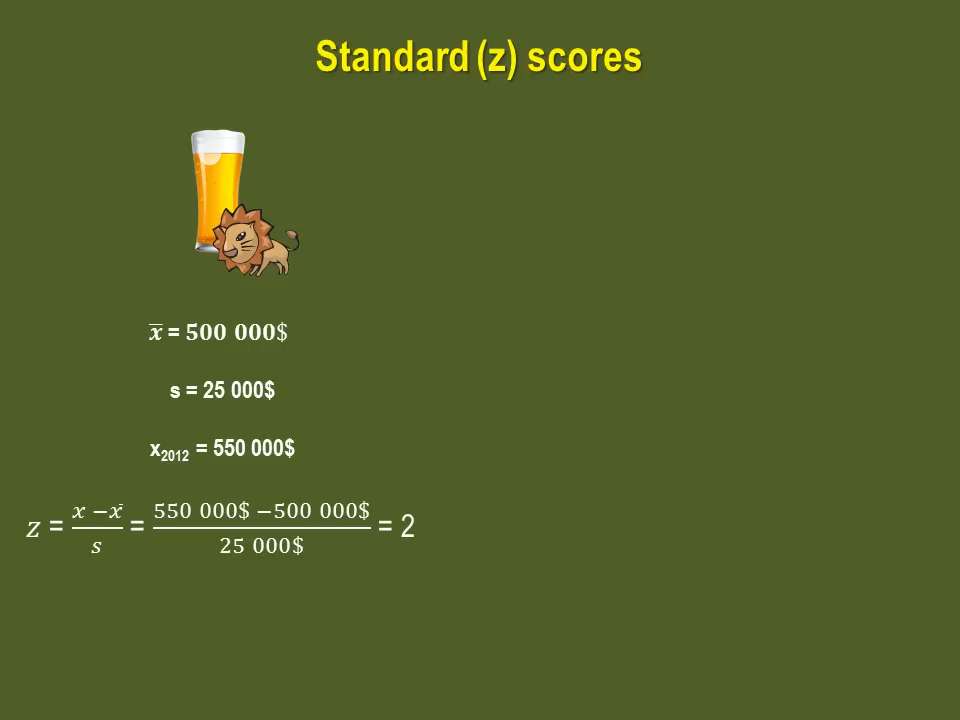 Standard (z) scores
x̅ = 500 000$
s = 25 000$
x₂₀₁₂ = 550 000$
z = (x − x̄)/s = (550 000$ − 500 000$)/25 000$ = 2